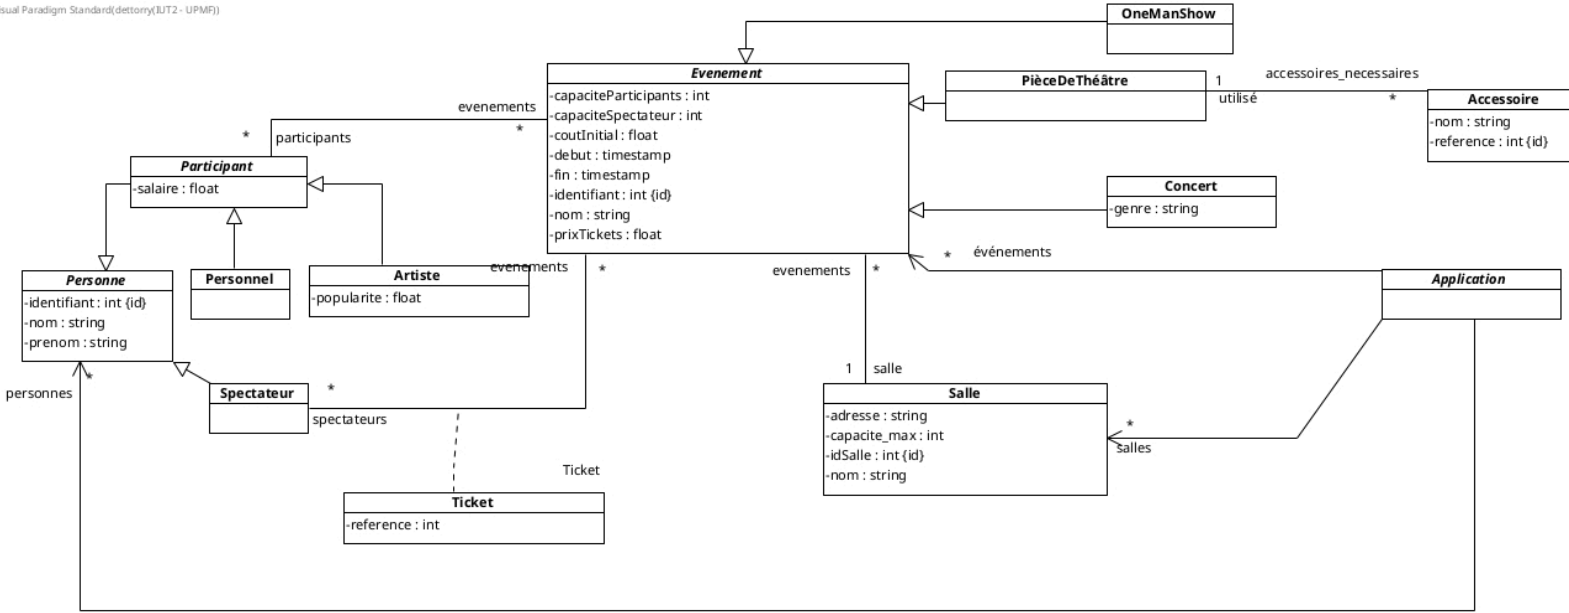 sual Paradigm Standard(dettorry(IUT2 - UPMF))
OneManShow
Evenement
-capaciteParticipants : int
-capaciteSpectateur : int
-coutInitial : float
-debut : timestamp
-fin : timestamp
-identifiant : int {id}
-nom : string
-prixTickets : float
PièceDeThéâtre
1
utilisé
accessoires_necessaires
*
Accessoire
-nom : string
-reference : int {id}
evenements
*
*
participants
Participant
-salaire : float
Concert
-genre : string
Personne
-identifiant : int {id}
-nom : string
-prenom : string
Personnel
Artiste
-popularite : float
evenements
*
evenements
*
*
événements
Application
personnes
*
Spectateur
*
spectateurs
1
salle
Salle
-adresse : string
-capacite_max : int
-idSalle : int {id}
-nom : string
*
salles
Ticket
Ticket
-reference : int